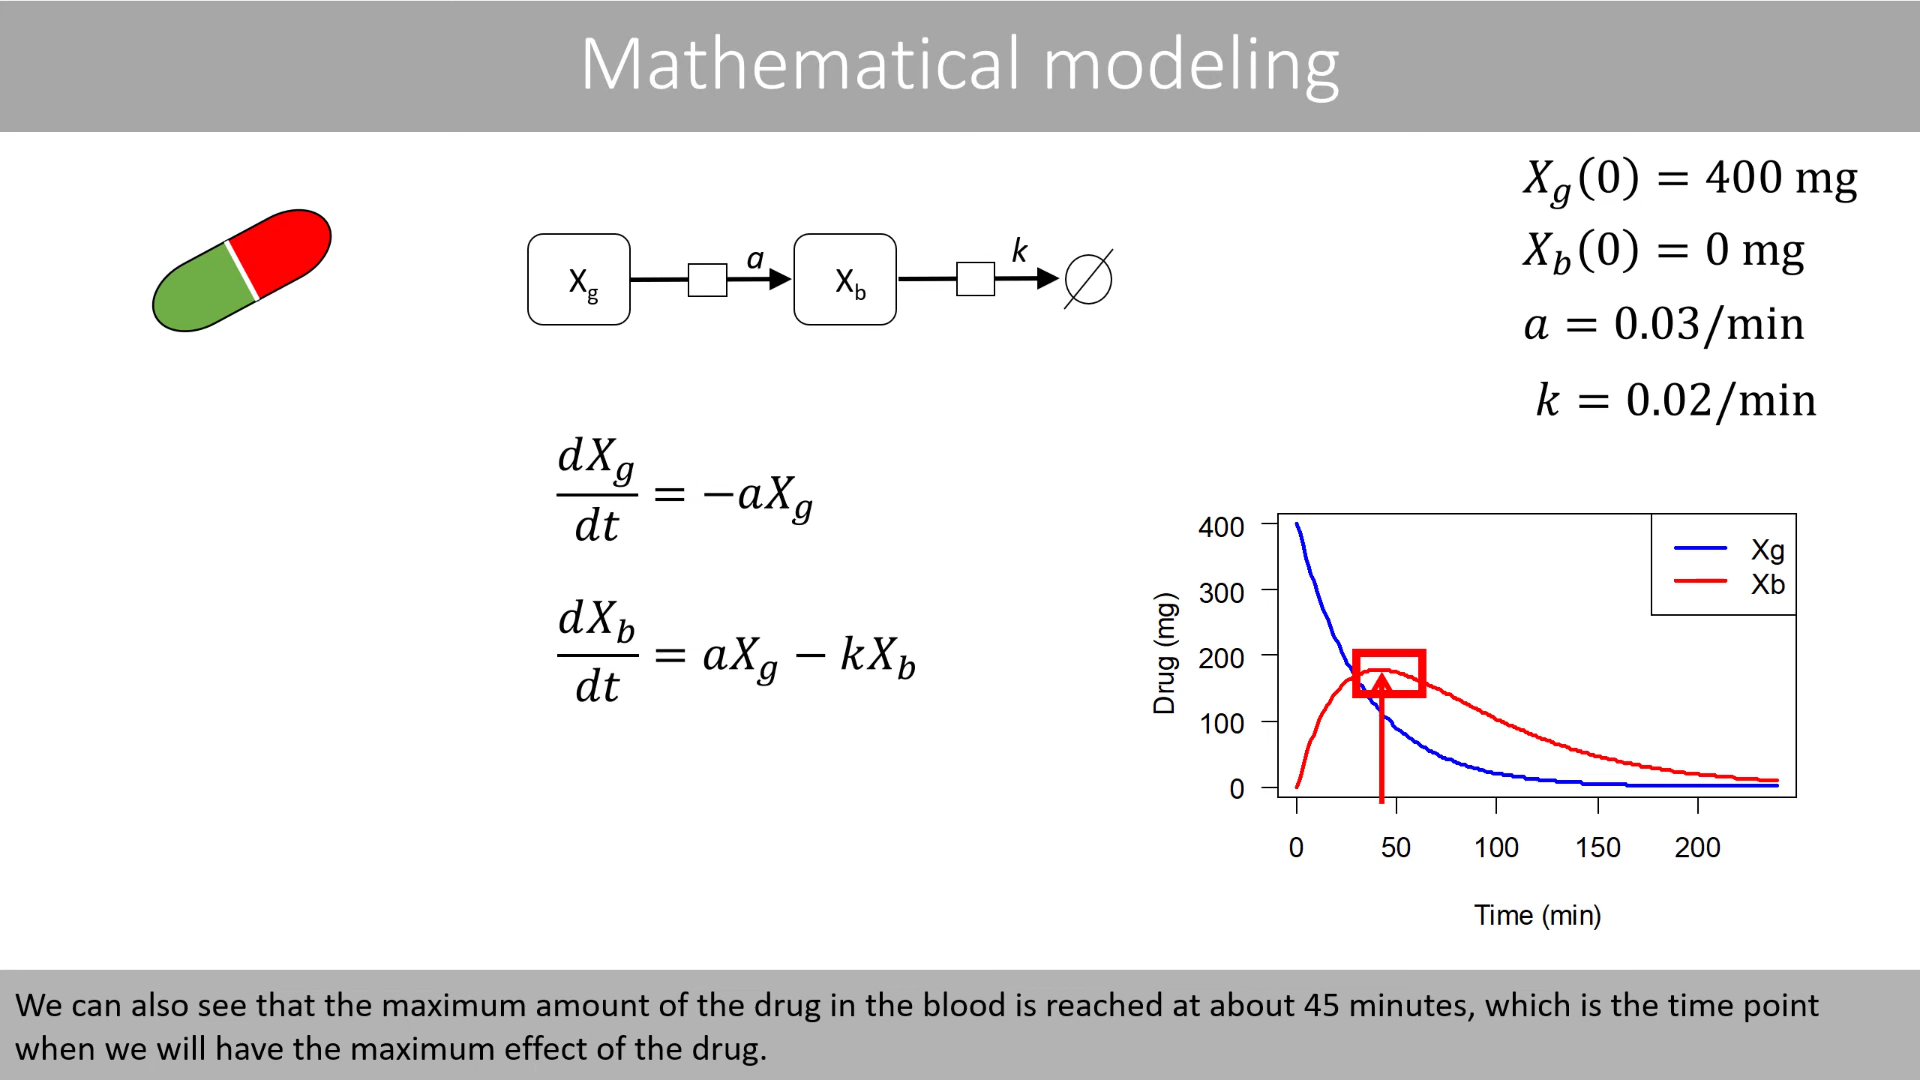 Mathematical modeling
X_g(0) = 400 mg
X_b(0) = 0 mg
a = 0.03/min
k = 0.02/min
X_g a X_b k ∅
dX_g/dt = −aX_g
dX_b/dt = aX_g − kX_b
Drug (mg)
400
300
200
100
0
Xg
Xb
0 50 100 150 200
Time (min)
We can also see that the maximum amount of the drug in the blood is reached at about 45 minutes, which is the time point
when we will have the maximum effect of the drug.